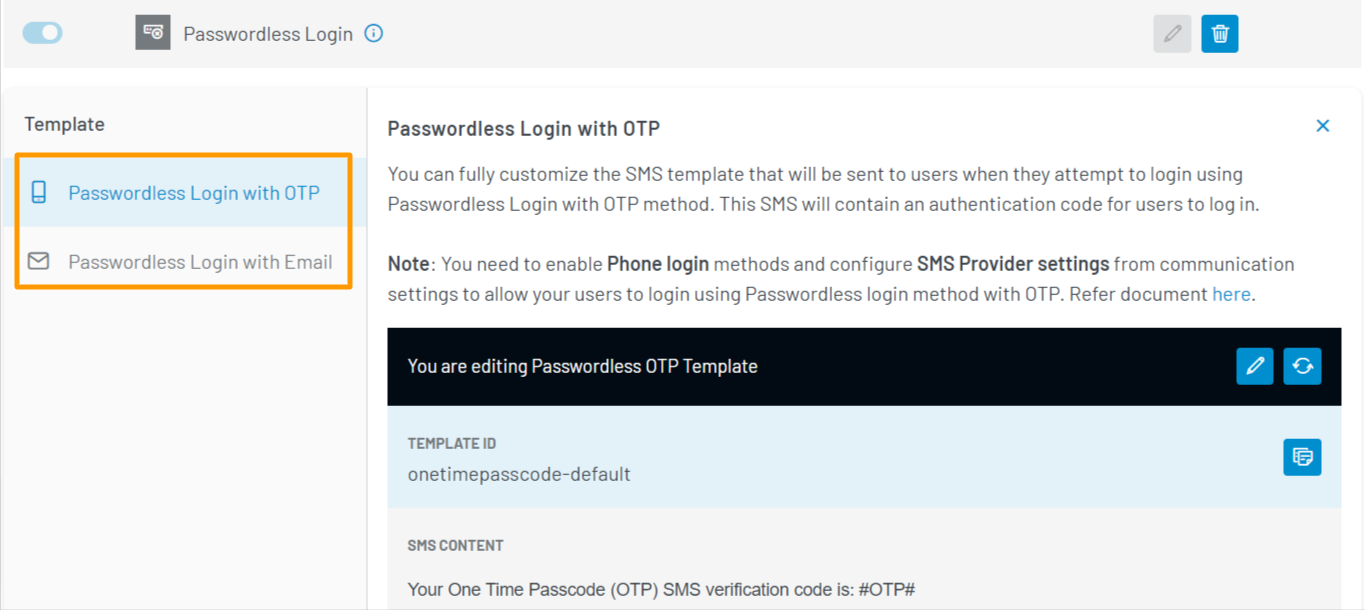 Passwordless Login
Template
Passwordless Login with OTP
Passwordless Login with Email
Passwordless Login with OTP
You can fully customize the SMS template that will be sent to users when they attempt to login using
Passwordless Login with OTP method. This SMS will contain an authentication code for users to log in.
Note: You need to enable Phone login methods and configure SMS Provider settings from communication
settings to allow your users to login using Passwordless login method with OTP. Refer document here.
You are editing Passwordless OTP Template
TEMPLATE ID
onetimepasscode-default
SMS CONTENT
Your One Time Passcode (OTP) SMS verification code is: #OTP#